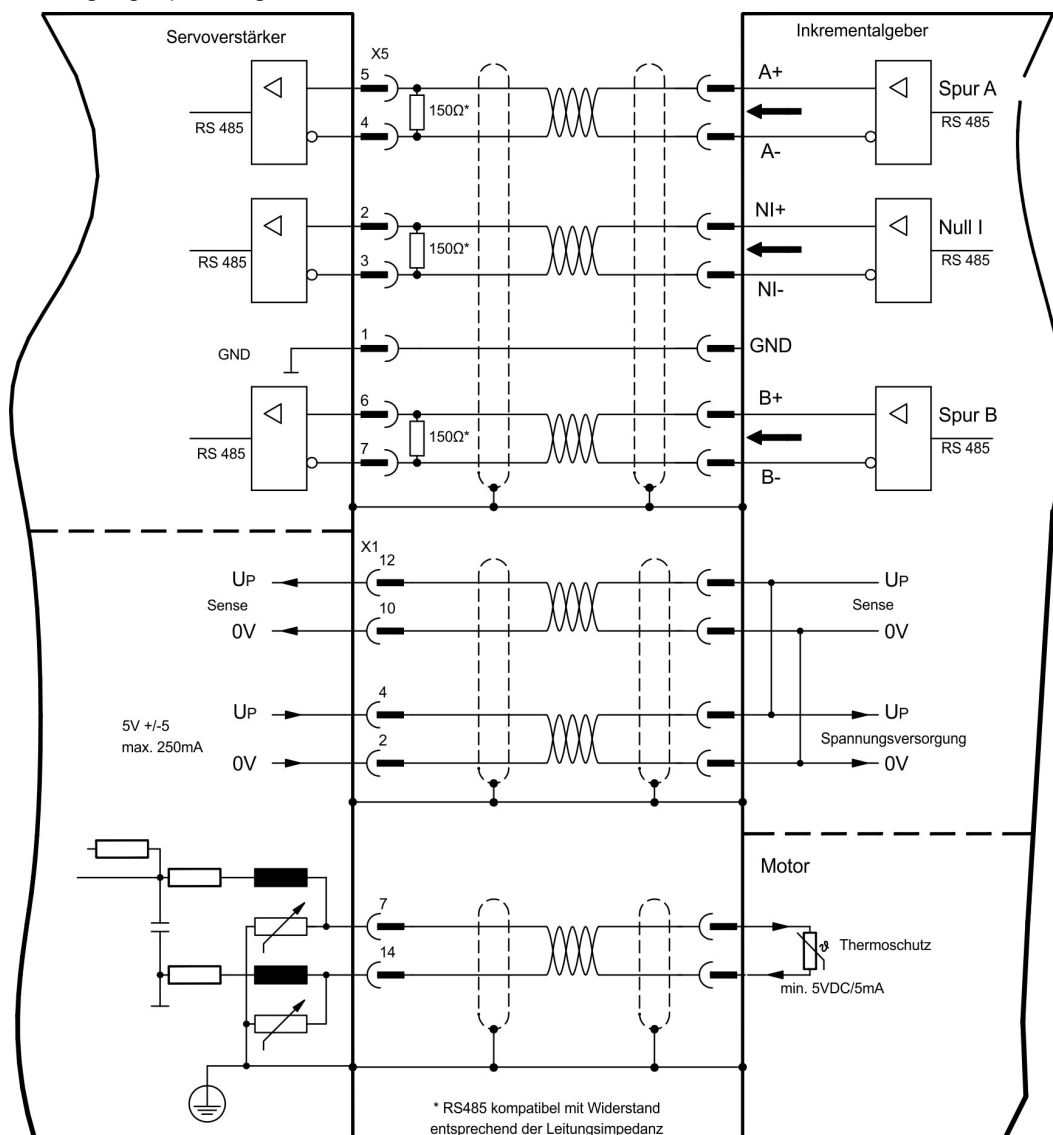 Servoverstärker
Inkrementalgeber
X5
5
A+
Spur A
150Ω*
RS 485
RS 485
4
A-
2
NI+
Null I
150Ω*
RS 485
RS 485
3
NI-
1
GND
GND
6
B+
Spur B
150Ω*
RS 485
RS 485
7
B-
X1
12
UP
UP
Sense
10
Sense
0V
0V
4
UP
UP
5V +/-5
max. 250mA
2
Spannungsversorgung
0V
0V
Motor
7
14
ϑ Thermoschutz
min. 5VDC/5mA
* RS485 kompatibel mit Widerstand
entsprechend der Leitungsimpedanz